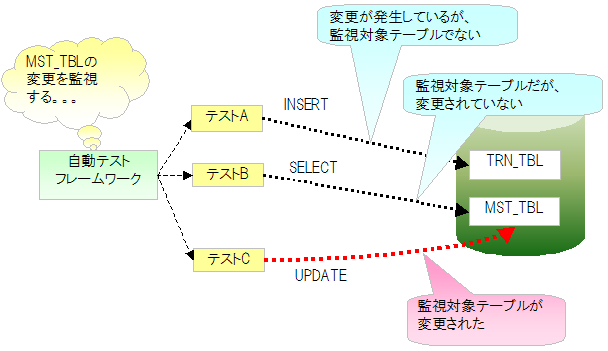 変更が発生しているが、
監視対象テーブルでない
MST_TBLの
変更を監視
する。。。
監視対象テーブルだが、
変更されていない
INSERT
テストA
自動テスト
フレームワーク
テストB
SELECT
TRN_TBL
MST_TBL
テストC
UPDATE
監視対象テーブルが
変更された